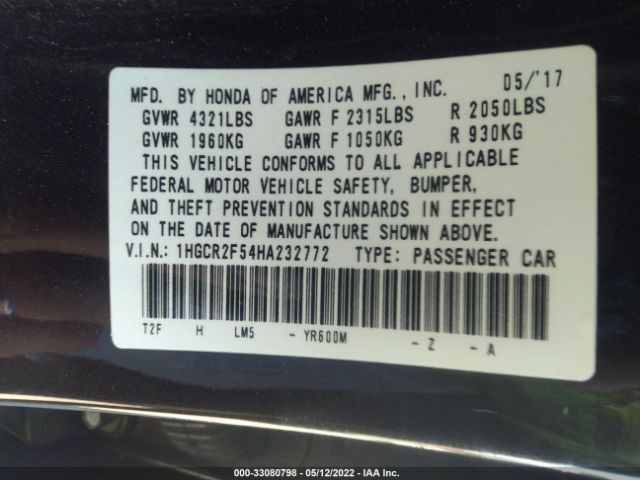 MFD. BY HONDA OF AMERICA MFG., INC. 05/'17
GVWR 4321LBS GAWR F 2315LBS R 2050LBS
GVWR 1960KG GAWR F 1050KG R 930KG
THIS VEHICLE CONFORMS TO ALL APPLICABLE
FEDERAL MOTOR VEHICLE SAFETY, BUMPER,
AND THEFT PREVENTION STANDARDS IN EFFECT
ON THE DATE OF MANUFACTURE SHOWN ABOVE.
V.I.N.: 1HGCR2F54HA232772 TYPE: PASSENGER CAR
T2F H LM5 - YR600M - Z - A
000-33080798 - 05/12/2022 - IAA Inc.